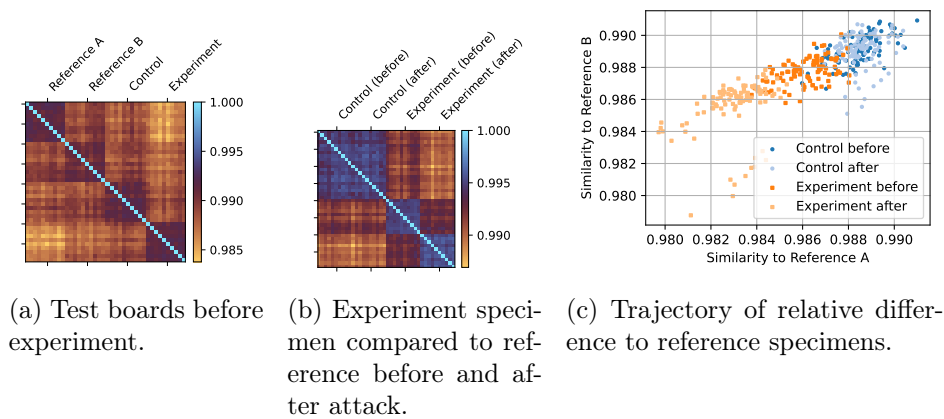 Reference A
Reference B
Control
Experiment
1.000
0.995
0.990
0.985
(a) Test boards before
experiment.
Control (before)
Control (after)
Experiment (before)
Experiment (after)
1.000
0.995
0.990
(b) Experiment speci-
men compared to ref-
erence before and af-
ter attack.
Similarity to Reference B
0.990
0.988
0.986
0.984
0.982
0.980
Control before
Control after
Experiment before
Experiment after
0.980 0.982 0.984 0.986 0.988 0.990
Similarity to Reference A
(c) Trajectory of relative differ-
ence to reference specimens.